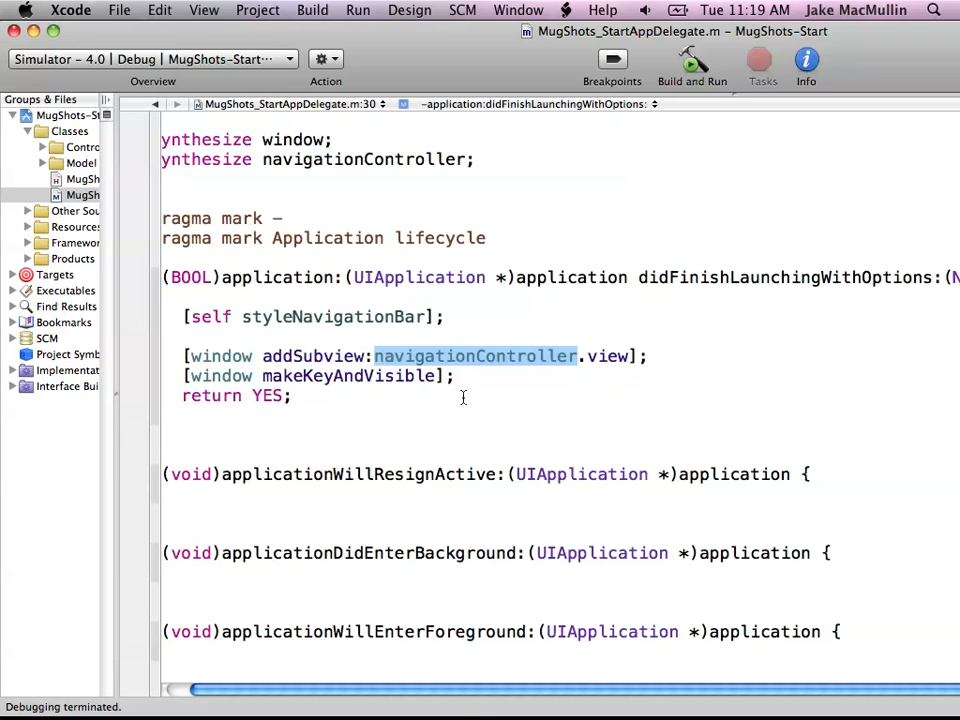 Xcode File Edit View Project Build Run Design SCM Window Help Tue 11:19 AM Jake MacMullin
MugShots_StartAppDelegate.m – MugShots-Start
Simulator - 4.0 | Debug | MugShots-Start···
Overview Action Breakpoints Build and Run Tasks Info
Groups & Files
MugShots_StartAppDelegate.m:30 -application:didFinishLaunchingWithOptions:
MugShots-St
Classes
Contro
Model
MugSh
MugSh
Other Sou
Resources
Framewor
Products
Targets
Executables
Find Results
Bookmarks
SCM
Project Symb
Implementat
Interface Bui
ynthesize window;
ynthesize navigationController;
ragma mark –
ragma mark Application lifecycle
(BOOL)application:(UIApplication *)application didFinishLaunchingWithOptions:(N
[self styleNavigationBar];
[window addSubview:navigationController.view];
[window makeKeyAndVisible];
return YES;
(void)applicationWillResignActive:(UIApplication *)application {
(void)applicationDidEnterBackground:(UIApplication *)application {
(void)applicationWillEnterForeground:(UIApplication *)application {
Debugging terminated.